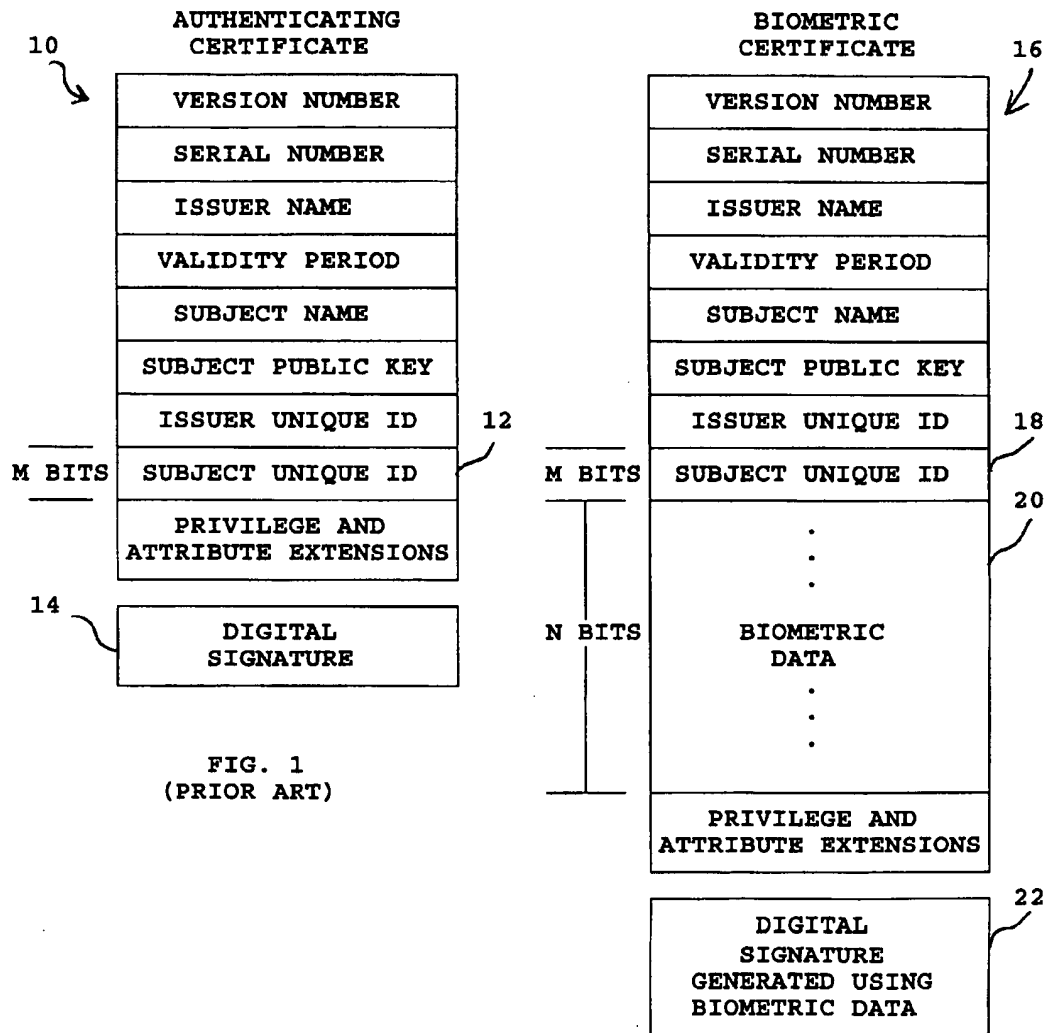 AUTHENTICATING
CERTIFICATE
10
VERSION NUMBER
SERIAL NUMBER
ISSUER NAME
VALIDITY PERIOD
SUBJECT NAME
SUBJECT PUBLIC KEY
ISSUER UNIQUE ID
12
M BITS
SUBJECT UNIQUE ID
PRIVILEGE AND
ATTRIBUTE EXTENSIONS
14
DIGITAL
SIGNATURE
FIG. 1
(PRIOR ART)
BIOMETRIC
CERTIFICATE
16
VERSION NUMBER
SERIAL NUMBER
ISSUER NAME
VALIDITY PERIOD
SUBJECT NAME
SUBJECT PUBLIC KEY
ISSUER UNIQUE ID
18
M BITS
SUBJECT UNIQUE ID
20
N BITS
BIOMETRIC
DATA
PRIVILEGE AND
ATTRIBUTE EXTENSIONS
22
DIGITAL
SIGNATURE
GENERATED USING
BIOMETRIC DATA